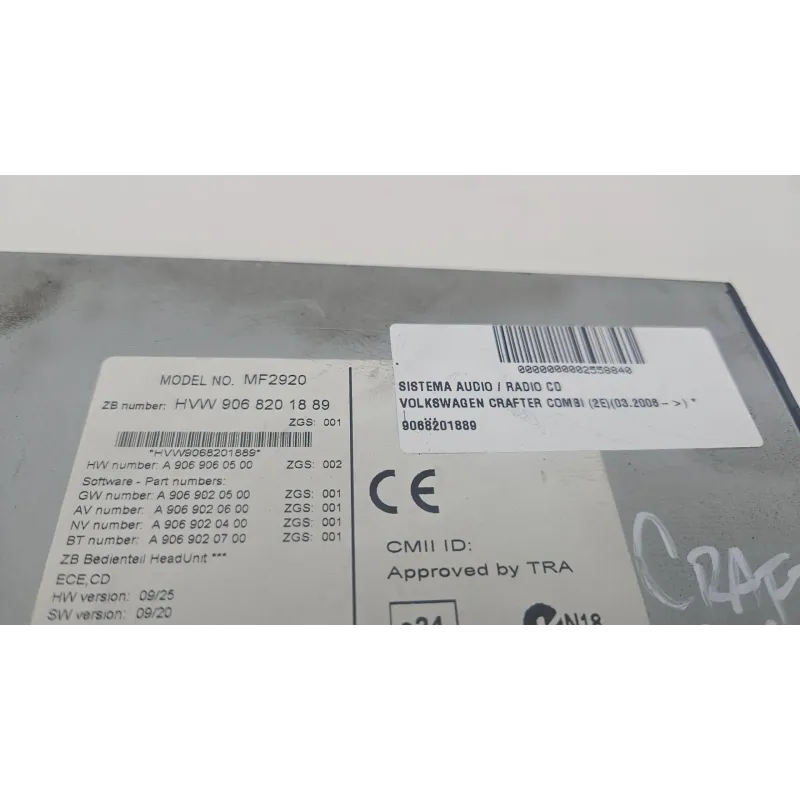 MODEL NO. MF2920
ZB number: HVW 906 820 18 89
ZGS: 001
*HVW9068201889*
HW number: A 906 906 05 00 ZGS: 002
Software - Part numbers:
GW number: A 906 902 05 00 ZGS: 001
AV number: A 906 902 06 00 ZGS: 001
NV number: A 906 902 04 00 ZGS: 001
BT number: A 906 902 07 00 ZGS: 001
ZB Bedienteil HeadUnit ***
ECE,CD
HW version: 09/25
SW version: 09/20
0000000002558840
SISTEMA AUDIO / RADIO CD
VOLKSWAGEN CRAFTER COMBI (2E)(03.2006->) *
9068201889
CE
CMII ID:
Approved by TRA
N18
CRAF